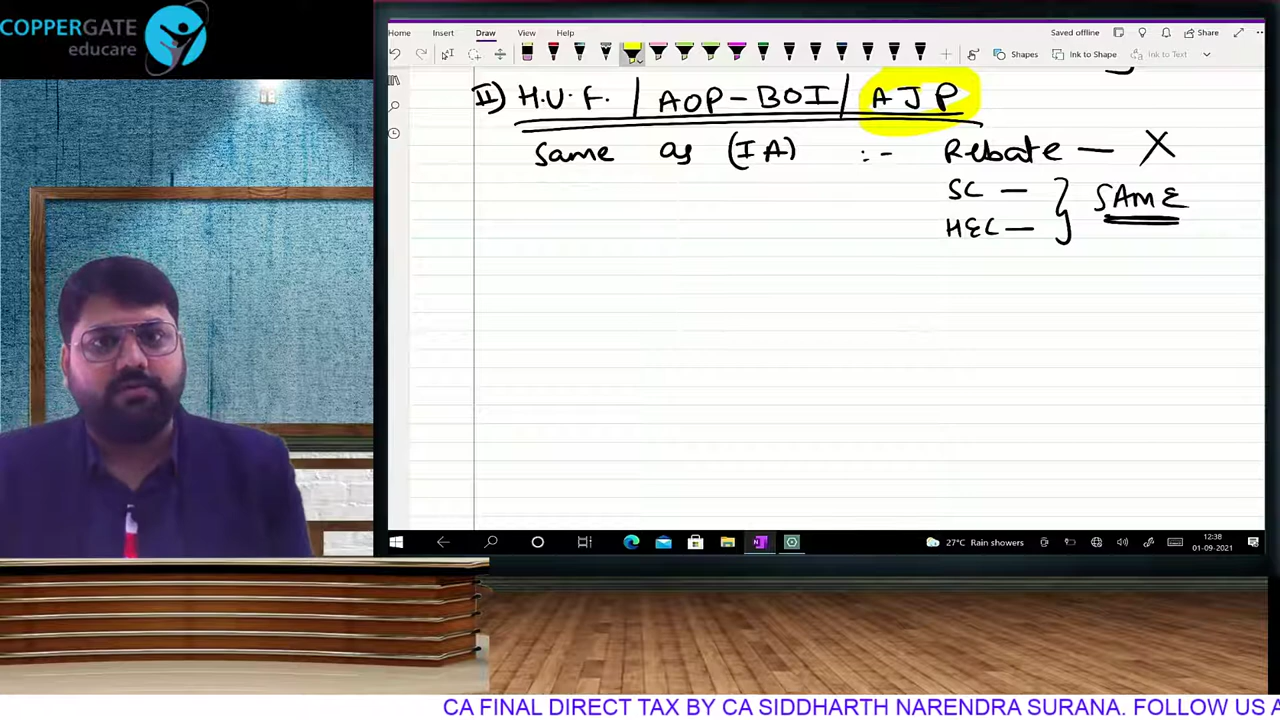 COPPERGATE
educare
Home Insert Draw View Help
Saved offline
Share
Shapes
Ink to Shape
Ink to Text
II) H.U.F. / AOP-BOI / AJP
Same as (IA) :- Rebate — X
SC —
HEC —
} SAME
27°C Rain showers
12:38
01-09-2021
CA FINAL DIRECT TAX BY CA SIDDHARTH NARENDRA SURANA. FOLLOW US A